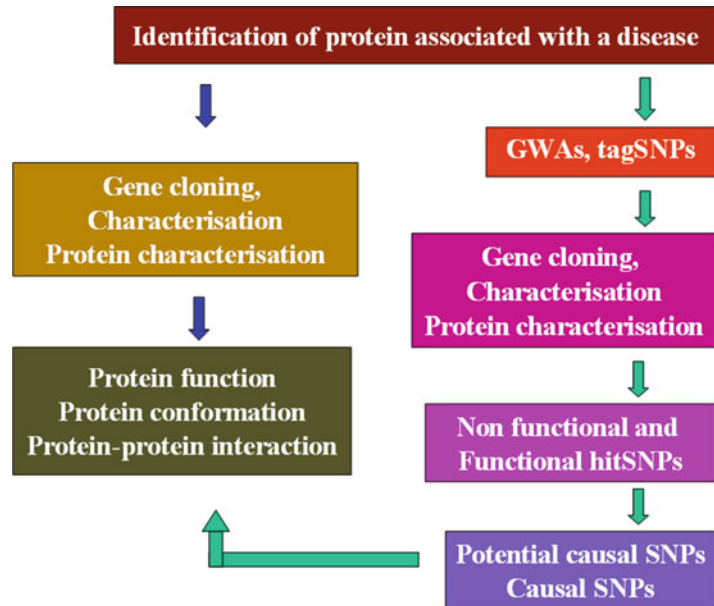 Identification of protein associated with a disease
Gene cloning,
Characterisation
Protein characterisation
Protein function
Protein conformation
Protein-protein interaction
GWAs, tagSNPs
Gene cloning,
Characterisation
Protein characterisation
Non functional and
Functional hitSNPs
Potential causal SNPs
Causal SNPs